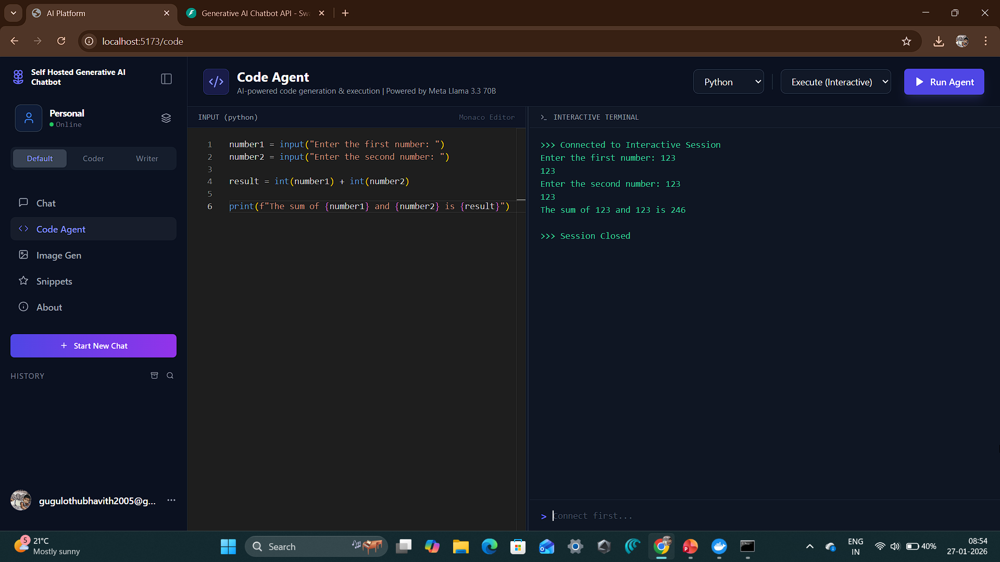 AI Platform
Generative AI Chatbot API - Swa
localhost:5173/code
Self Hosted Generative AI
Chatbot
Personal
Online
Default
Coder
Writer
Chat
Code Agent
Image Gen
Snippets
About
+ Start New Chat
HISTORY
gugulothubhavith2005@g...
</> Code Agent
AI-powered code generation & execution | Powered by Meta Llama 3.3 70B
Python
Execute (Interactive)
Run Agent
INPUT (python)
Monaco Editor
1 number1 = input("Enter the first number: ")
2 number2 = input("Enter the second number: ")
3
4 result = int(number1) + int(number2)
5
6 print(f"The sum of {number1} and {number2} is {result}")
>_ INTERACTIVE TERMINAL
>>> Connected to Interactive Session
Enter the first number: 123
123
Enter the second number: 123
123
The sum of 123 and 123 is 246
>>> Session Closed
> Connect first...
5
21°C
Mostly sunny
Search
ENG
IN
40%
08:54
27-01-2026